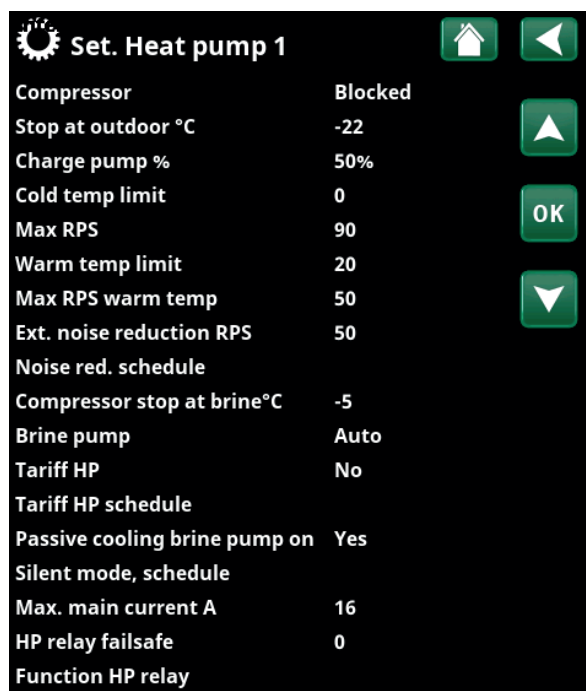 Set. Heat pump 1
Compressor Blocked
Stop at outdoor °C -22
Charge pump % 50%
Cold temp limit 0
Max RPS 90
Warm temp limit 20
Max RPS warm temp 50
Ext. noise reduction RPS 50
Noise red. schedule
Compressor stop at brine°C -5
Brine pump Auto
Tariff HP No
Tariff HP schedule
Passive cooling brine pump on Yes
Silent mode, schedule
Max. main current A 16
HP relay failsafe 0
Function HP relay
OK